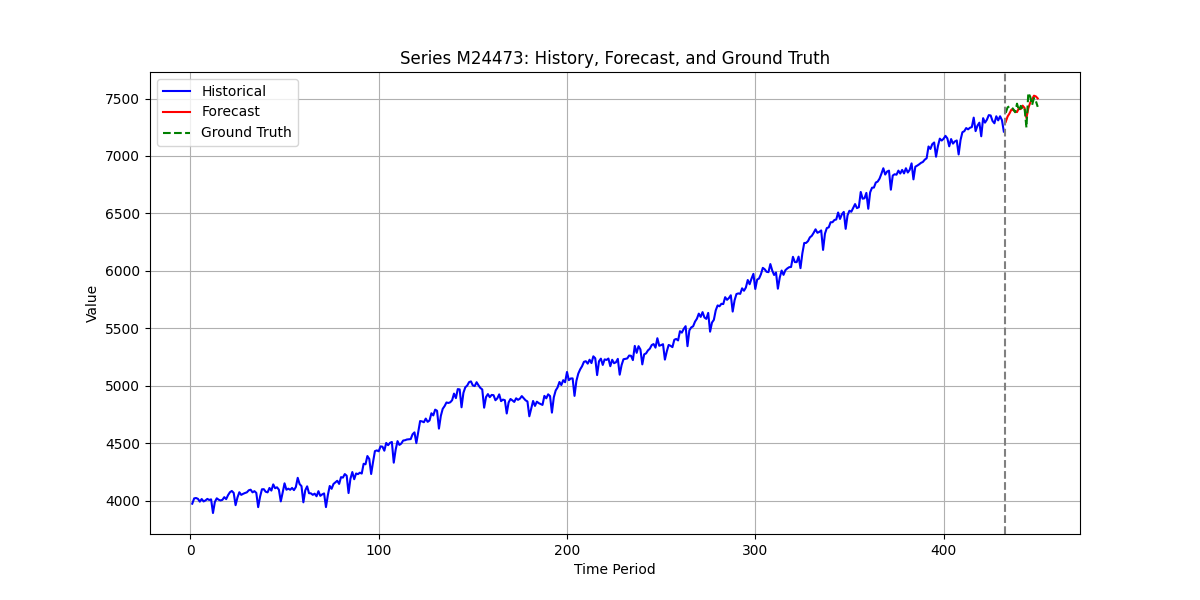 Series M24473: History, Forecast, and Ground Truth
Historical
Forecast
Ground Truth
7500
7000
6500
6000
5500
5000
4500
4000
Value
0 100 200 300 400
Time Period